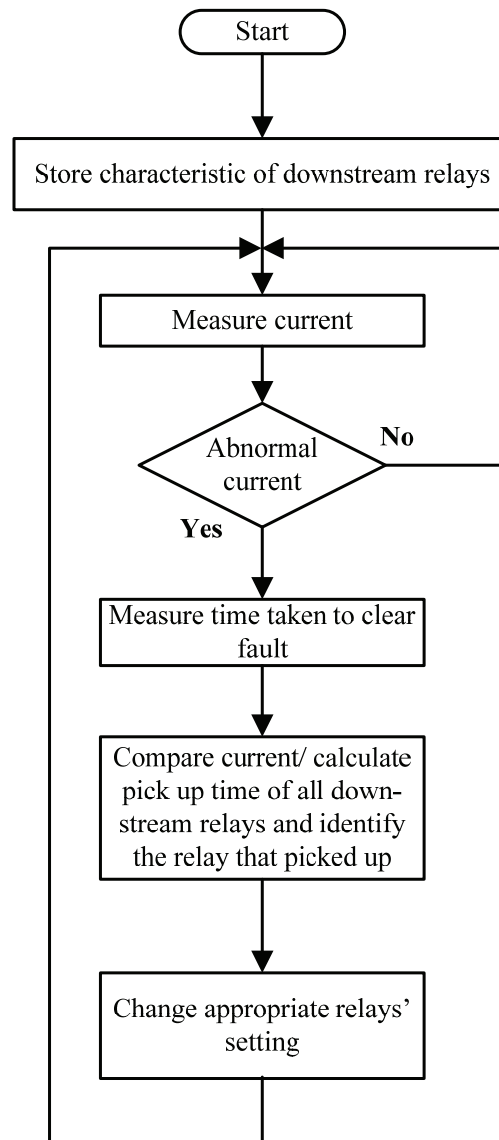 Start
Store characteristic of downstream relays
Measure current
Abnormal
current
No
Yes
Measure time taken to clear
fault
Compare current/ calculate
pick up time of all down-
stream relays and identify
the relay that picked up
Change appropriate relays’
setting